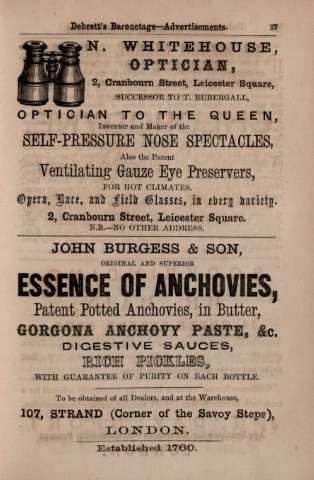 Debrett's Baronetage—Advertisements. 27
N. WHITEHOUSE,
OPTICIAN,
2, Cranbourn Street, Leicester Square,
SUCCESSOR TO T. RUBERGALL,
OPTICIAN TO THE QUEEN,
Inventor and Maker of the
SELF-PRESSURE NOSE SPECTACLES,
Also the Patent
Ventilating Gauze Eye Preservers,
FOR HOT CLIMATES.
Opera, Race, and Field Glasses, in every variety.
2, Cranbourn Street, Leicester Square.
N.B.—NO OTHER ADDRESS.
JOHN BURGESS & SON,
ORIGINAL AND SUPERIOR
ESSENCE OF ANCHOVIES,
Patent Potted Anchovies, in Butter,
GORGONA ANCHOVY PASTE, &c.
DIGESTIVE SAUCES,
RICH PICKLES,
WITH GUARANTEE OF PURITY ON EACH BOTTLE.
To be obtained of all Dealers, and at the Warehouse,
107, STRAND (Corner of the Savoy Steps),
LONDON.
Established 1760.